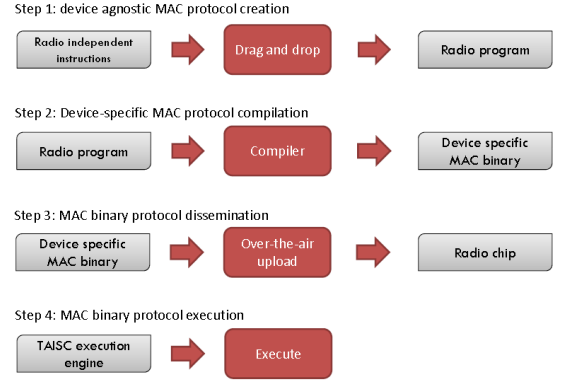 Step 1: device agnostic MAC protocol creation
Radio independent
instructions
Drag and drop
Radio program
Step 2: Device-specific MAC protocol compilation
Radio program
Compiler
Device specific
MAC binary
Step 3: MAC binary protocol dissemination
Device specific
MAC binary
Over-the-air
upload
Radio chip
Step 4: MAC binary protocol execution
TAISC execution
engine
Execute